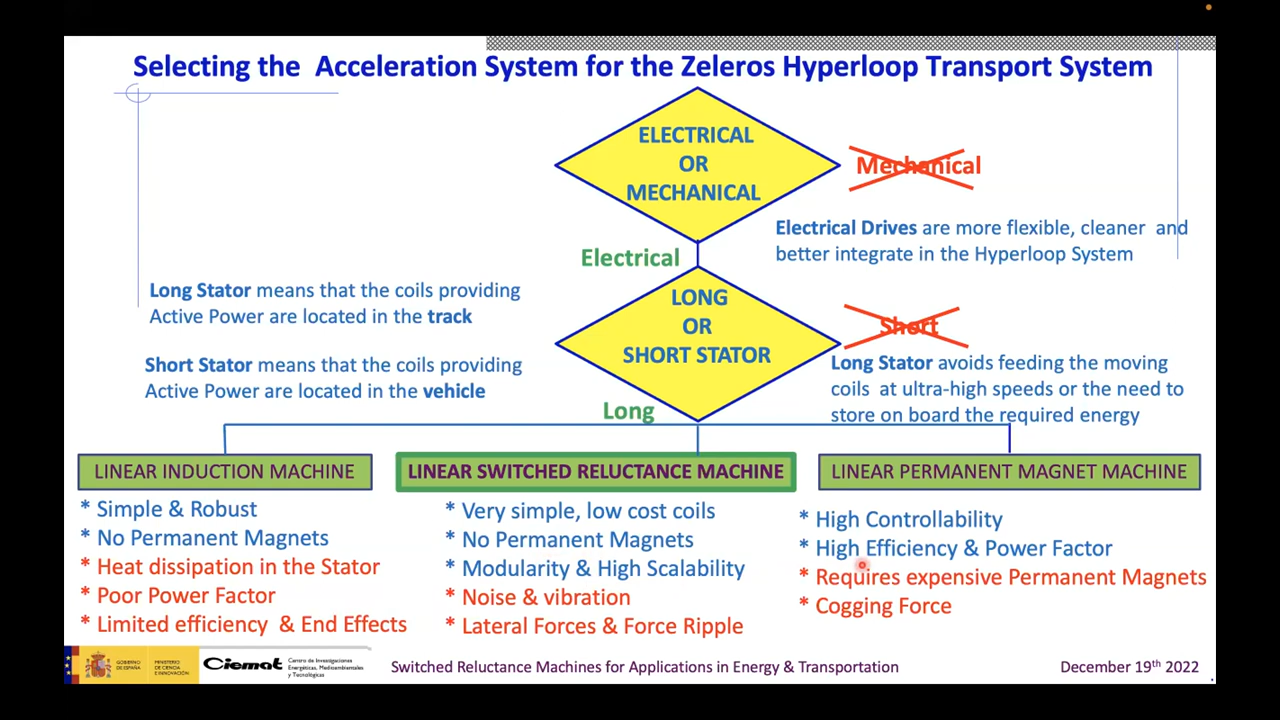 Selecting the Acceleration System for the Zeleros Hyperloop Transport System
ELECTRICAL
OR
MECHANICAL
Mechanical
Electrical Drives are more flexible, cleaner and
better integrate in the Hyperloop System
Electrical
Long Stator means that the coils providing
Active Power are located in the track
Short Stator means that the coils providing
Active Power are located in the vehicle
LONG
OR
SHORT STATOR
Short
Long Stator avoids feeding the moving
coils at ultra-high speeds or the need to
store on board the required energy
Long
LINEAR INDUCTION MACHINE
* Simple & Robust
* No Permanent Magnets
* Heat dissipation in the Stator
* Poor Power Factor
* Limited efficiency & End Effects
LINEAR SWITCHED RELUCTANCE MACHINE
* Very simple, low cost coils
* No Permanent Magnets
* Modularity & High Scalability
* Noise & vibration
* Lateral Forces & Force Ripple
LINEAR PERMANENT MAGNET MACHINE
* High Controllability
* High Efficiency & Power Factor
* Requires expensive Permanent Magnets
* Cogging Force
GOBIERNO
DE ESPAÑA
MINISTERIO
DE CIENCIA
E INNOVACIÓN
Ciemat
Centro de Investigaciones
Energéticas, Medioambientales
y Tecnológicas
Switched Reluctance Machines for Applications in Energy & Transportation
December 19th 2022